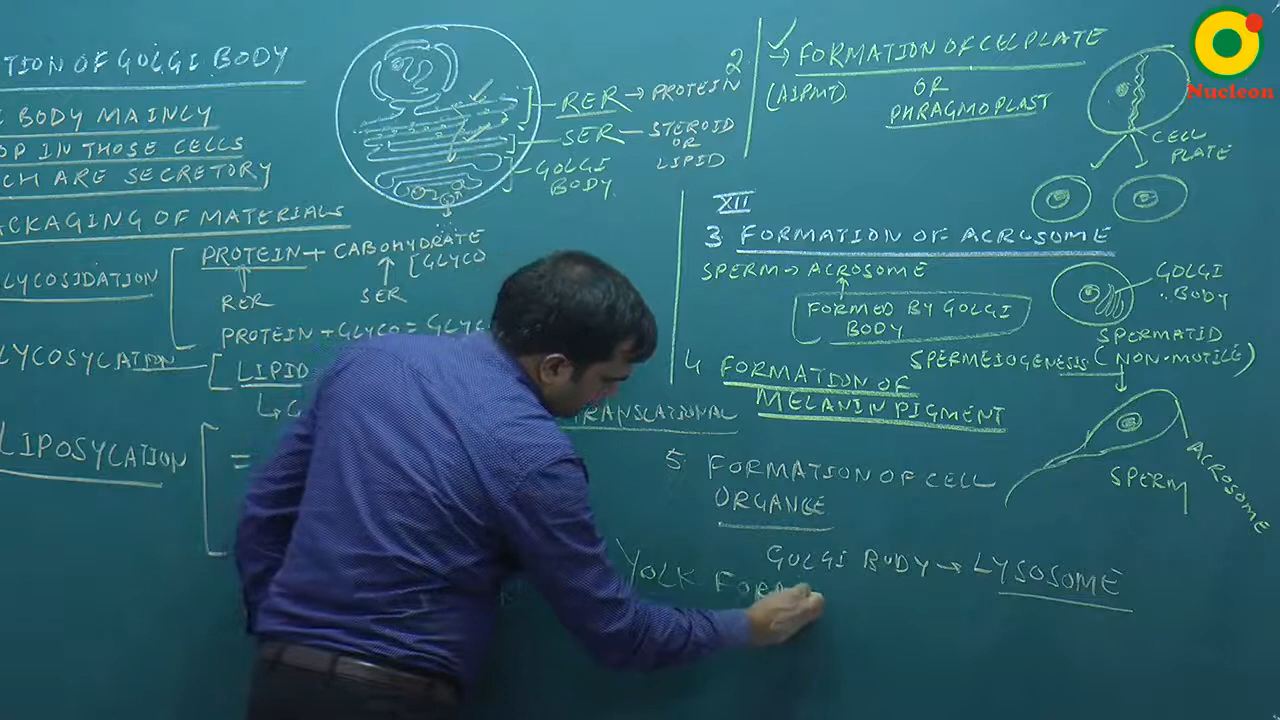 TION OF GOLGI BODY
BODY MAINLY
OP IN THOSE CELLS
CH ARE SECRETORY
ACKAGING OF MATERIALS
LYCOSIDATION
PROTEIN + CABOHYDRATE
[GLYCO
RER
SER
PROTEIN + GLYCO = GLYC
LYCOSYCATION
LIPID
TRANSLATIONAL
LIPOSYLATION
=
RER → PROTEIN
SER — STEROID
OR
LIPID
GOLGI
BODY
2 → FORMATION OF CELPLATE
(AIPMT) OR
PHRAGMOPLAST
CELL
PLATE
XII
3 FORMATION OF ACROSOME
SPERM → ACROSOME
FORMED BY GOLGI
BODY
GOLGI
BODY
SPERMATID
(NON-MOTILE)
SPERMEIOGENESIS
4 FORMATION OF
MELANIN PIGMENT
SPERM
ACROSOME
5 FORMATION OF CELL
ORGANEE
GOLGI BODY → LYSOSOME
YOLK FORM
Nucleon